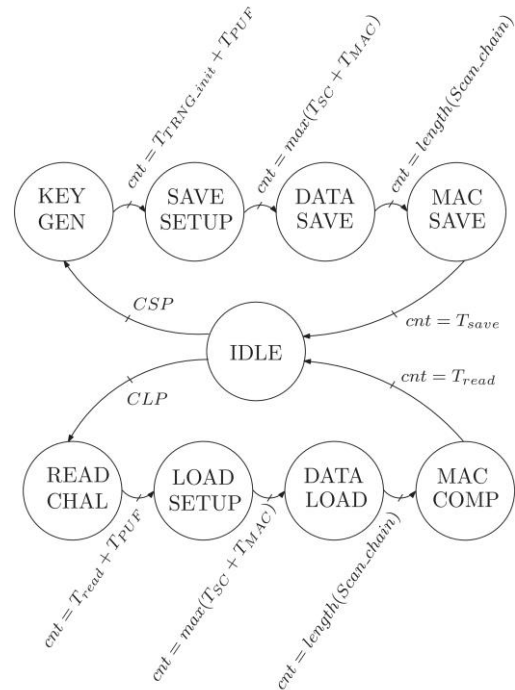 cnt = T_{TRNG_init} + T_{PUF}
cnt = max(T_{SC} + T_{MAC})
cnt = length(Scan_chain)
KEY
GEN
SAVE
SETUP
DATA
SAVE
MAC
SAVE
CSP
cnt = T_{save}
IDLE
cnt = T_{read}
CLP
READ
CHAL
LOAD
SETUP
DATA
LOAD
MAC
COMP
cnt = T_{read} + T_{PUF}
cnt = max(T_{SC} + T_{MAC})
cnt = length(Scan_chain)